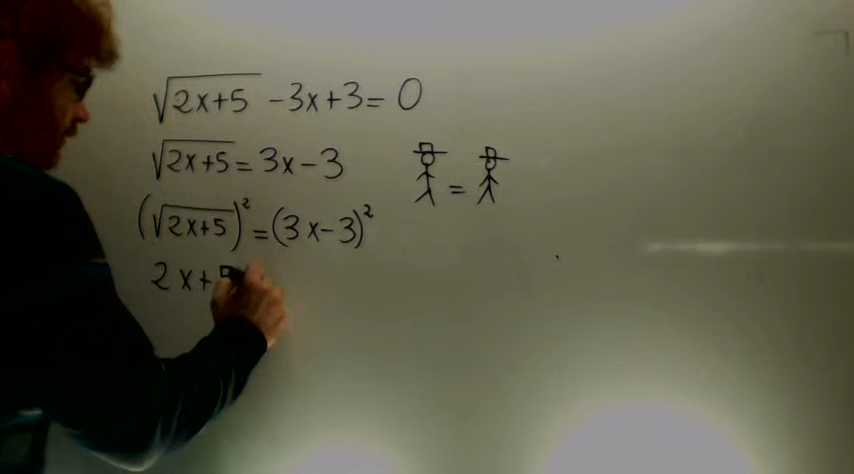 √2x+5 -3x+3= 0
√2x+5 = 3x-3
=
(√2x+5)² = (3x-3)²
2x+